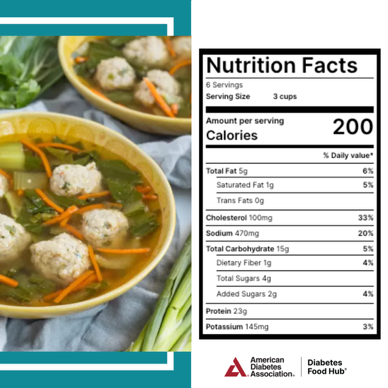 Nutrition Facts
6 Servings
Serving Size 3 cups
Amount per serving
Calories 200
% Daily value*
Total Fat 5g 6%
Saturated Fat 1g 5%
Trans Fats 0g
Cholesterol 100mg 33%
Sodium 470mg 20%
Total Carbohydrate 15g 5%
Dietary Fiber 1g 4%
Total Sugars 4g
Added Sugars 2g 4%
Protein 23g
Potassium 145mg 3%
American
Diabetes
Association.
Diabetes
Food Hub®